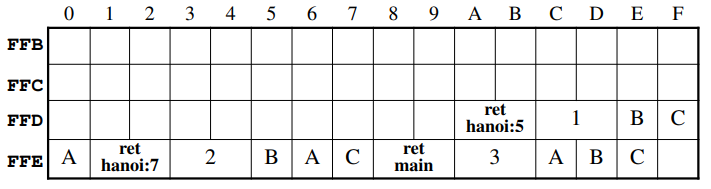 0 1 2 3 4 5 6 7 8 9 A B C D E F
FFB
FFC
FFD ret hanoi:5 1 B C
FFE A ret hanoi:7 2 B A C ret main 3 A B C